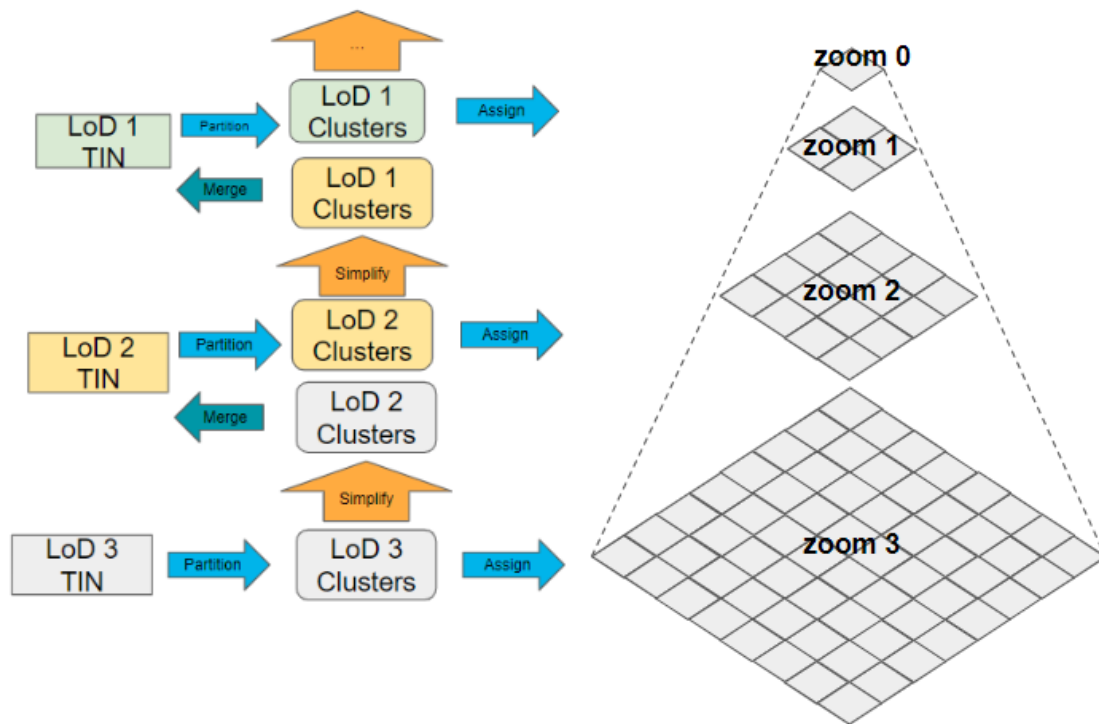 ...
LoD 1
TIN
Partition
LoD 1
Clusters
Assign
Merge
LoD 1
Clusters
Simplify
LoD 2
TIN
Partition
LoD 2
Clusters
Assign
Merge
LoD 2
Clusters
Simplify
LoD 3
TIN
Partition
LoD 3
Clusters
Assign
zoom 0
zoom 1
zoom 2
zoom 3